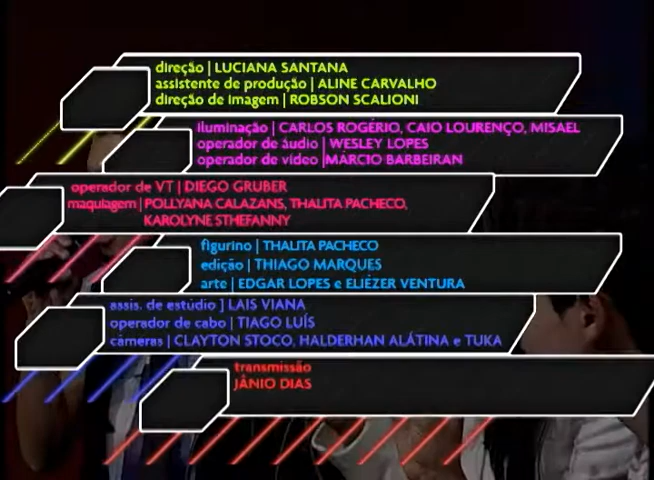 direção | LUCIANA SANTANA
assistente de produção | ALINE CARVALHO
direção de imagem | ROBSON SCALIONI
iluminação | CARLOS ROGÉRIO, CAIO LOURENÇO, MISAEL
operador de áudio | WESLEY LOPES
operador de vídeo | MÁRCIO BARBEIRAN
operador de VT | DIEGO GRUBER
maquiagem | POLLYANA CALAZANS, THALITA PACHECO,
KAROLYNE STHEFANNY
figurino | THALITA PACHECO
edição | THIAGO MARQUES
arte | EDGAR LOPES e ELIÉZER VENTURA
assis. de estúdio ] LAIS VIANA
operador de cabo | TIAGO LUÍS
câmeras | CLAYTON STOCO, HALDERHAN ALÁTINA e TUKA
transmissão
JÂNIO DIAS